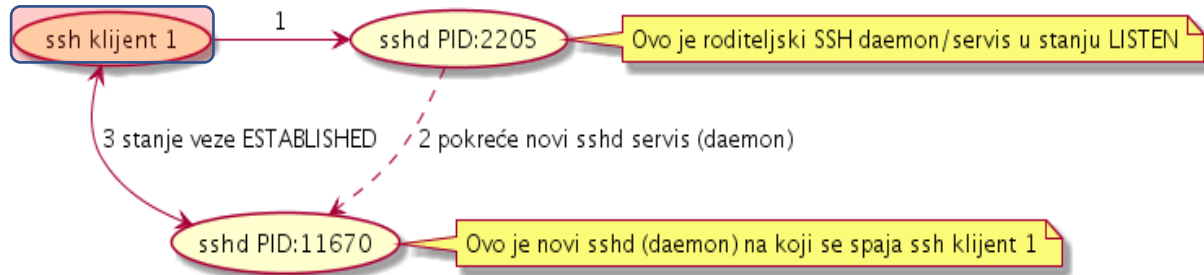 1
ssh klijent 1
sshd PID:2205
Ovo je roditeljski SSH daemon/servis u stanju LISTEN
3 stanje veze ESTABLISHED
2 pokreće novi sshd servis (daemon)
sshd PID:11670
Ovo je novi sshd (daemon) na koji se spaja ssh klijent 1